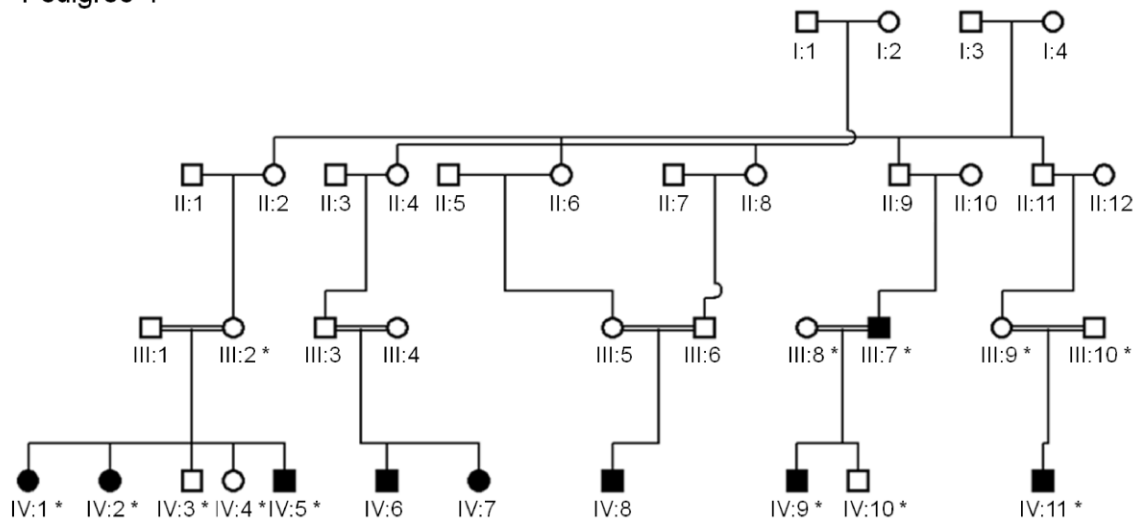 I:1 I:2 I:3 I:4
II:1 II:2 II:3 II:4 II:5 II:6 II:7 II:8 II:9 II:10 II:11 II:12
III:1 III:2 * III:3 III:4 III:5 III:6 III:8 * III:7 * III:9 * III:10 *
IV:1 * IV:2 * IV:3 * IV:4 * IV:5 * IV:6 IV:7 IV:8 IV:9 * IV:10 * IV:11 *